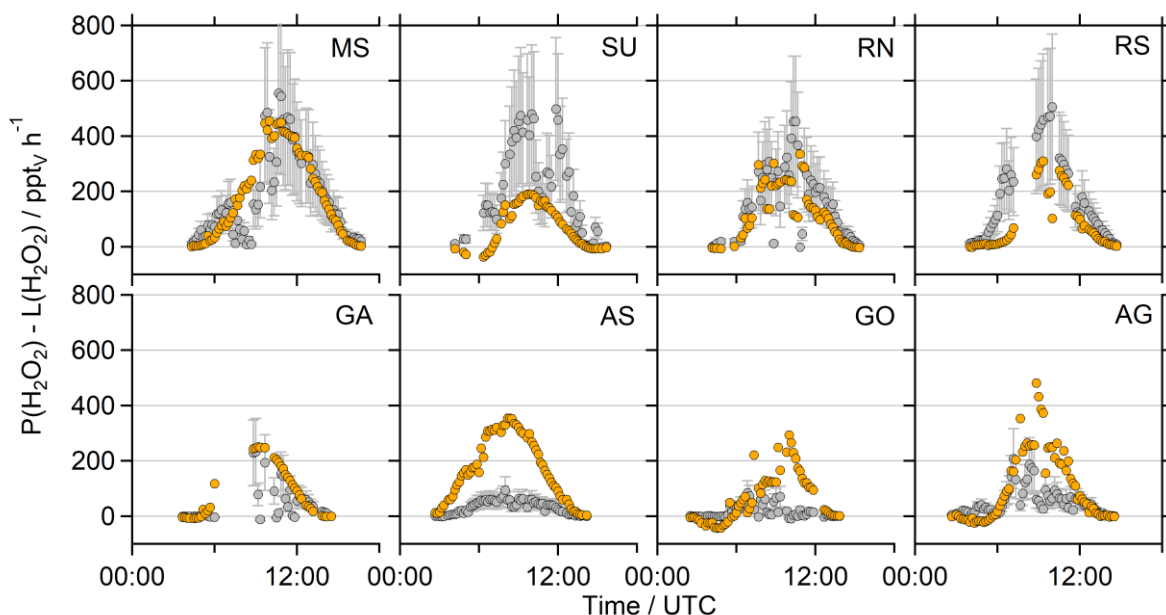 800 MS SU RN RS
600
400
200
0
800 GA AS GO AG
600
400
200
0
P(H₂O₂) - L(H₂O₂) / pptᵥ h⁻¹
00:00 12:00 00:00 12:00 00:00 12:00 00:00 12:00
Time / UTC